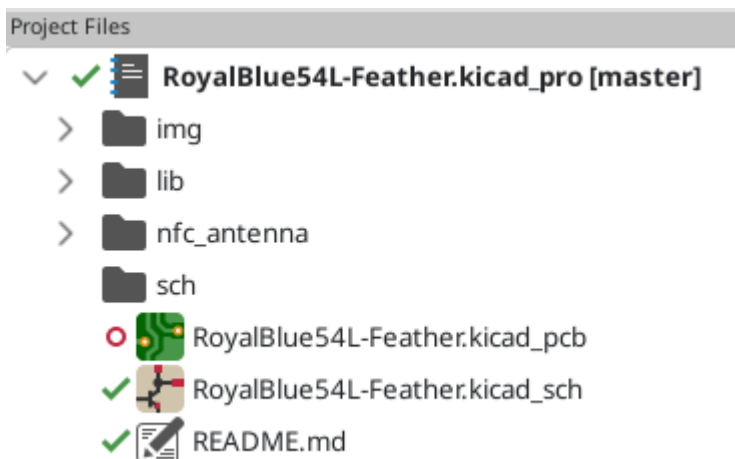 Project Files
RoyalBlue54L-Feather.kicad_pro [master]
img
lib
nfc_antenna
sch
RoyalBlue54L-Feather.kicad_pcb
RoyalBlue54L-Feather.kicad_sch
README.md